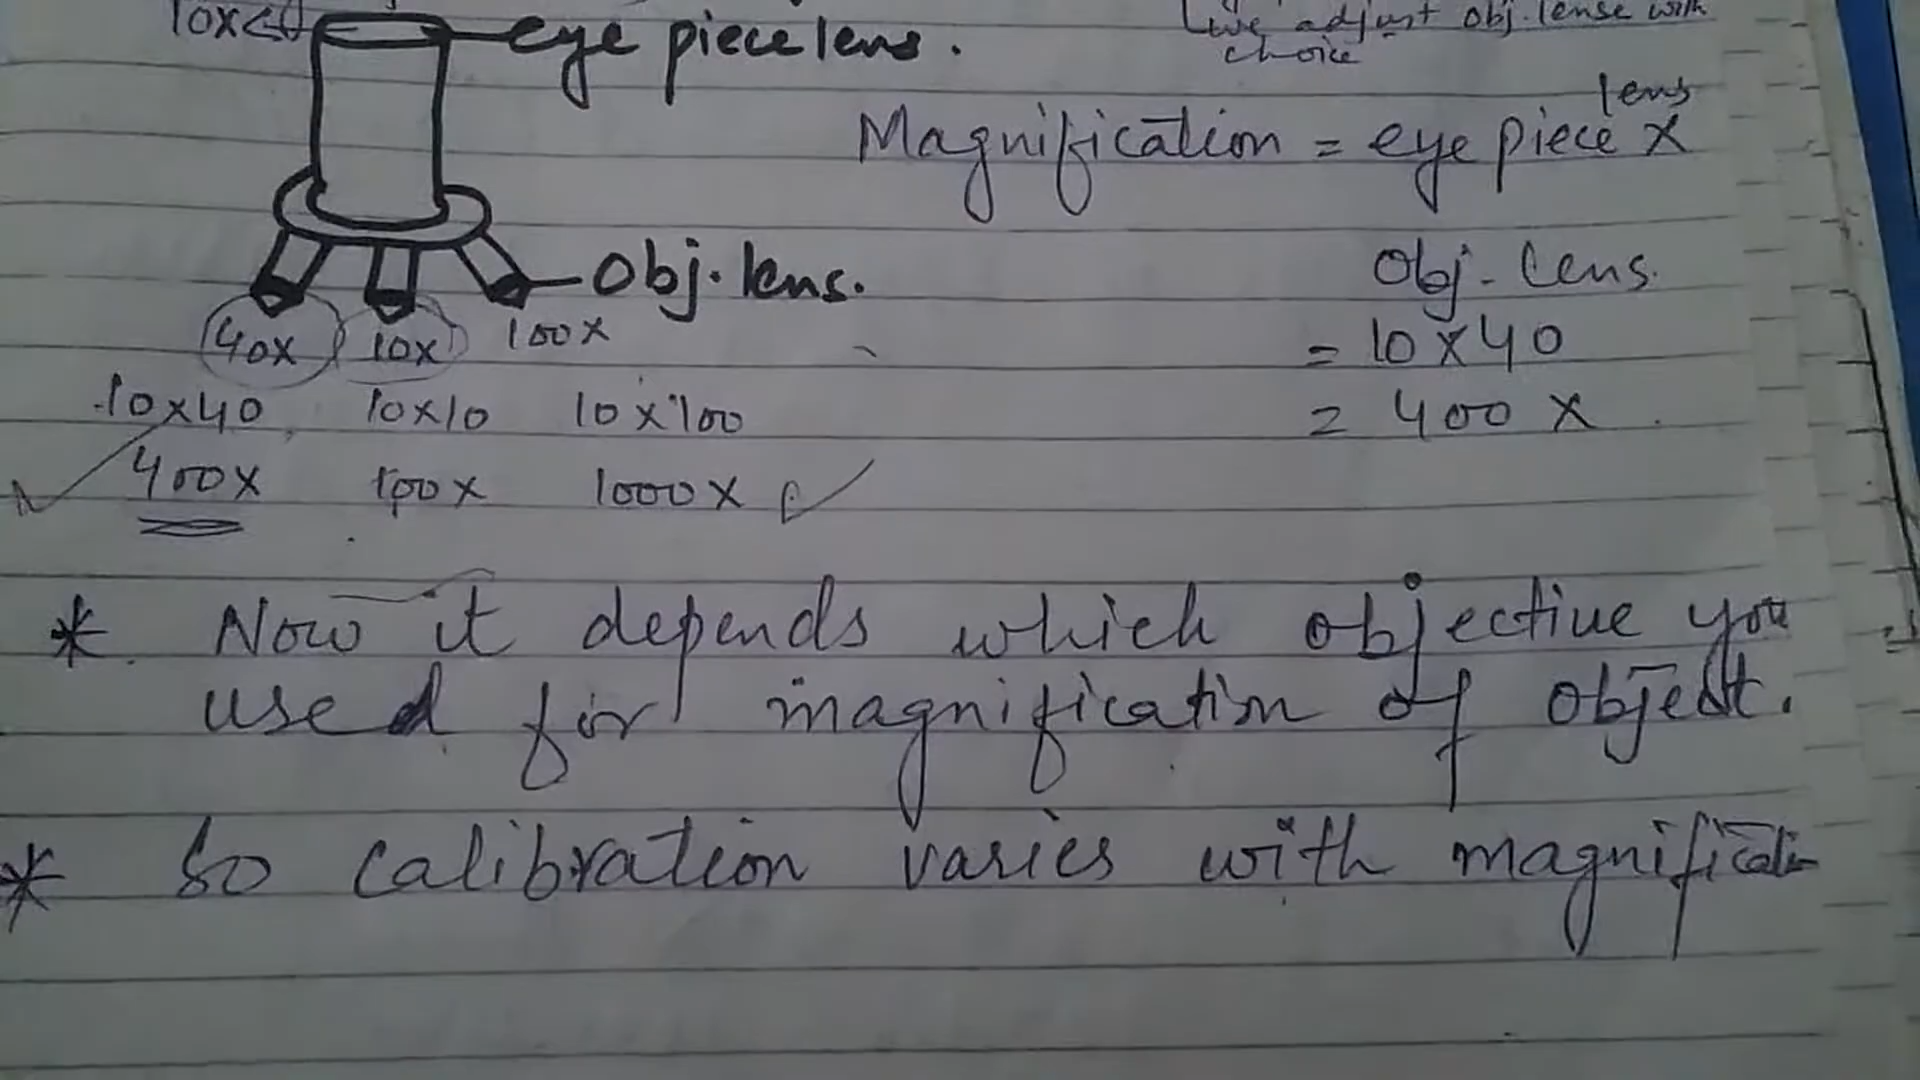 we adjust obj. lense with
choice
10x
eye piece lens.
lens
Magnification = eye piece x
Obj. lens.
Obj. lens.
40x 10x 100x
= 10 x 40
10x40 10x10 10x100
= 400 x
400x 100x 1000x
* Now it depends which objective you
used for magnification of object.
* So calibration varies with magnificatin